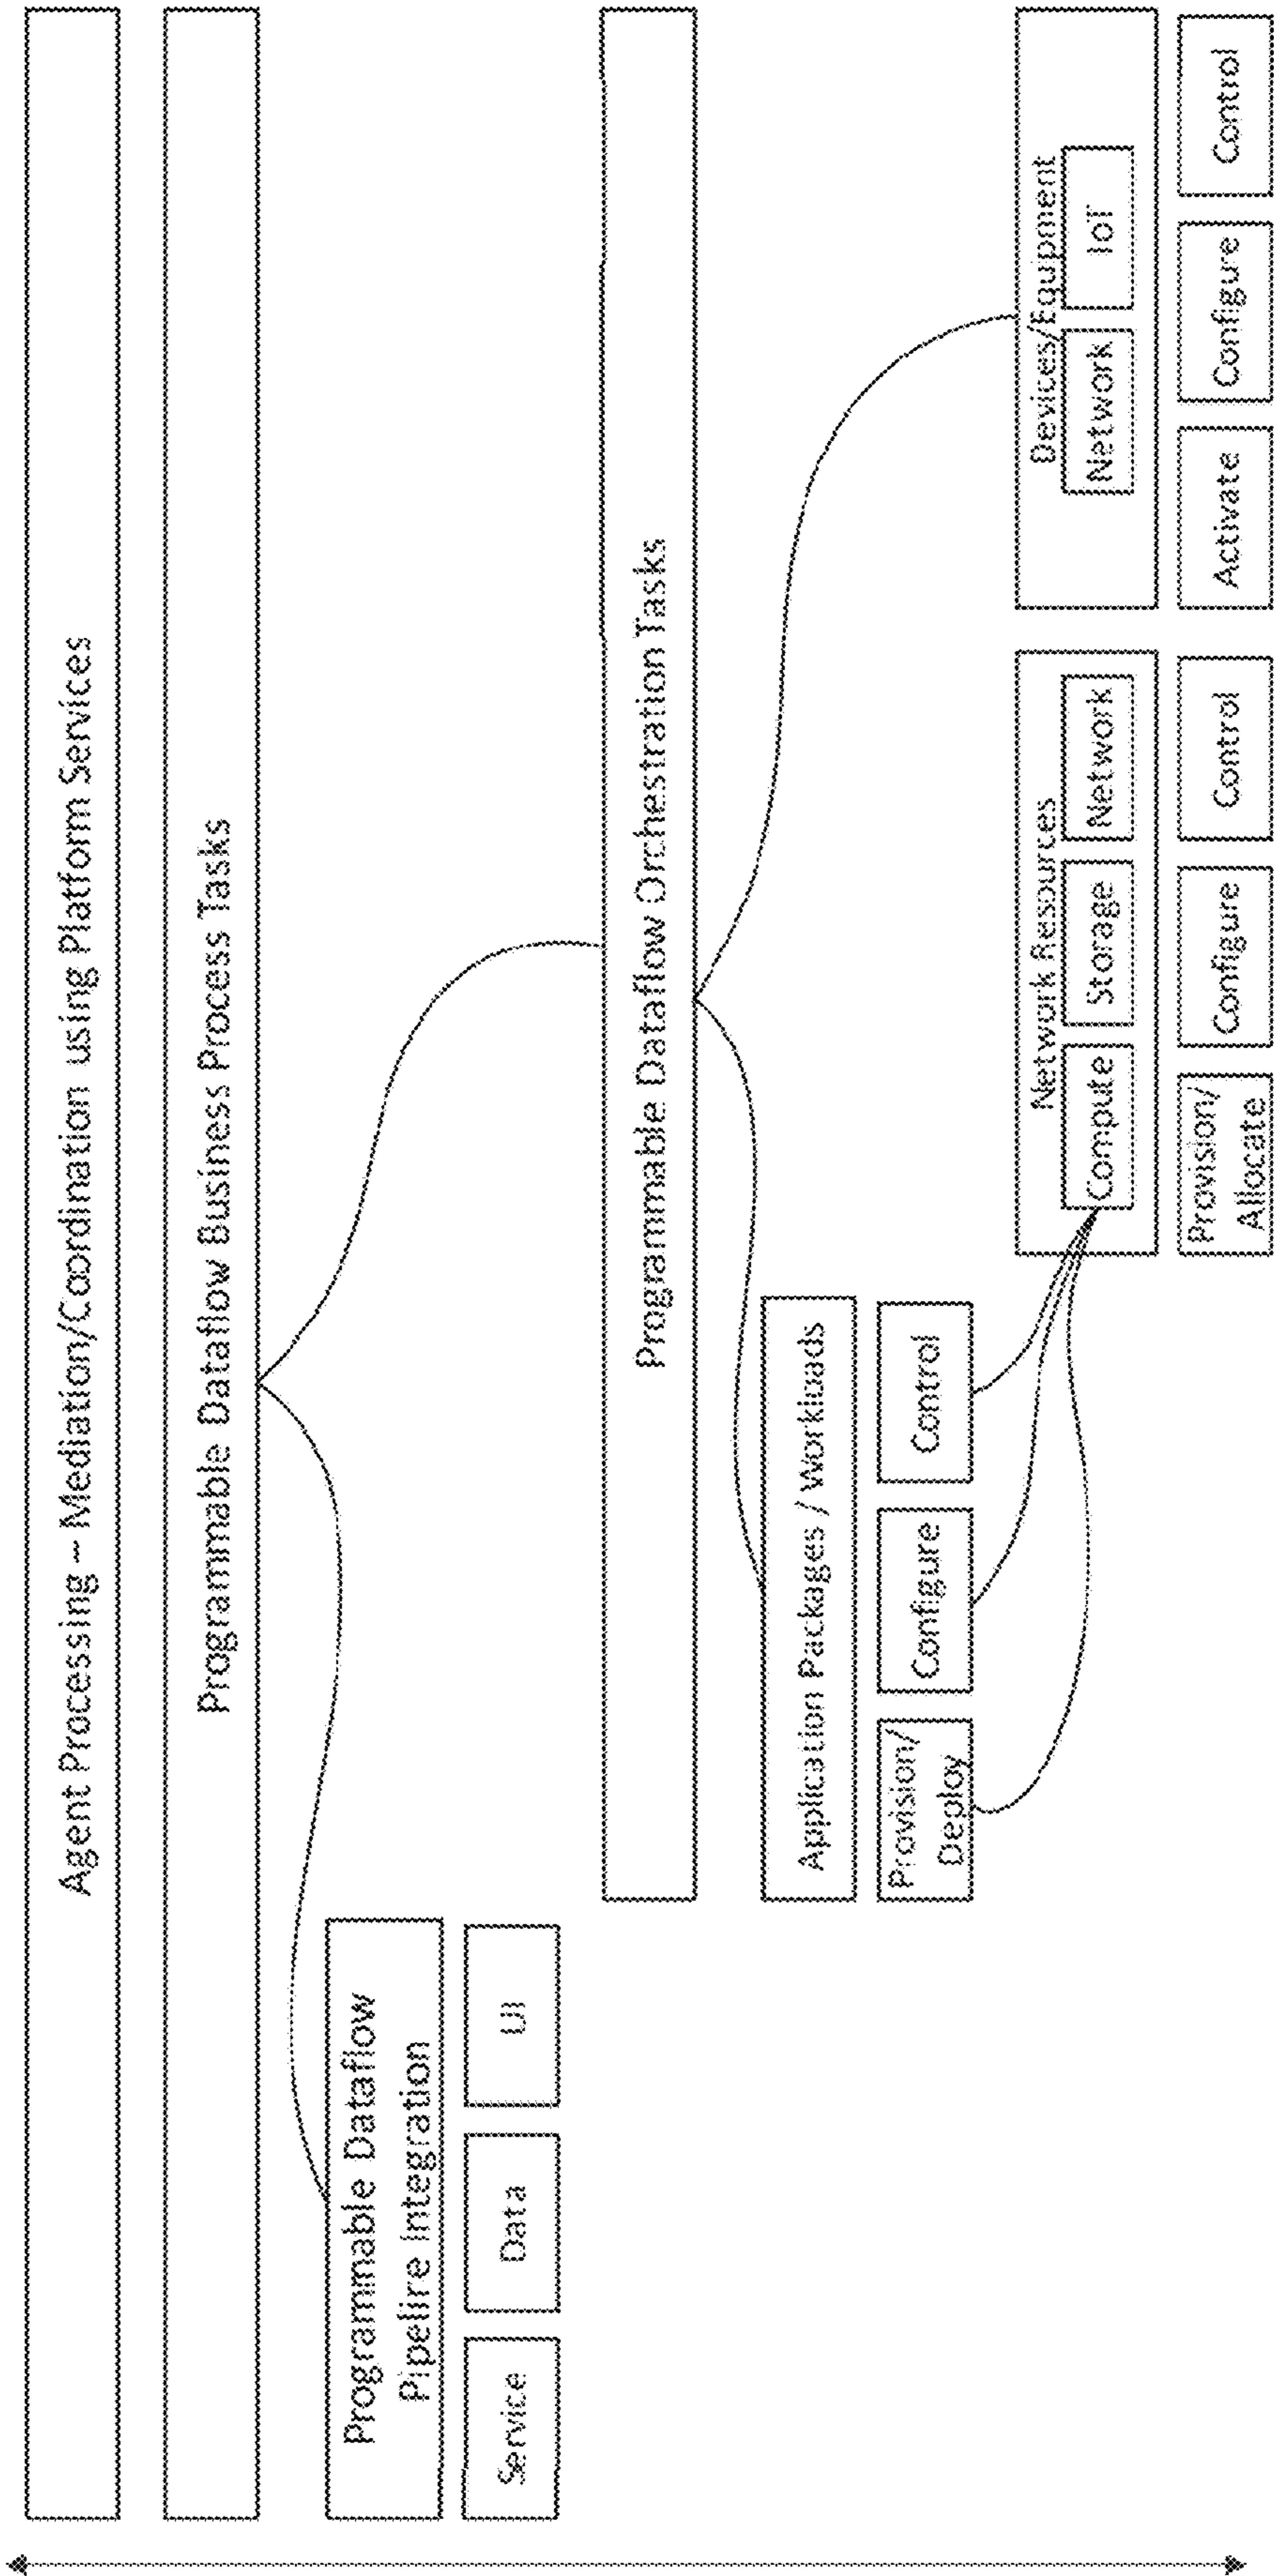 Agent Processing – Mediation/Coordination using Platform Services
Programmable Dataflow Business Process Tasks
Programmable Dataflow
Pipelire Integration
Service
Data
UI
Programmable Dataflow Orchestration Tasks
Application Packages / Workloads
Provision/
Deploy
Configure
Control
Network Resources
Compute
Storage
Network
Provision/
Allocate
Configure
Control
Devices/Equpment
Network
IoT
Activate
Configure
Control